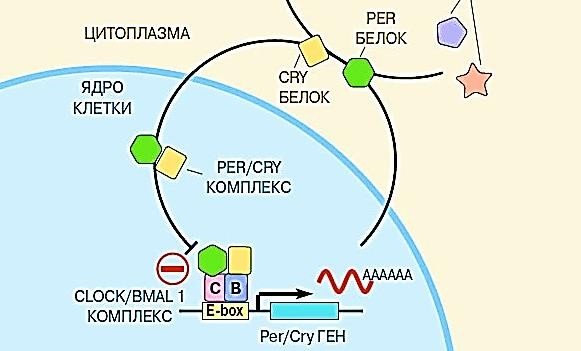 ЦИТОПЛАЗМА
PER
БЕЛОК
CRY
БЕЛОК
ЯДРО
КЛЕТКИ
PER/CRY
КОМПЛЕКС
CLOCK/BMAL 1
КОМПЛЕКС
C B
E-box
AAAAAA
Per/Cry ГЕН